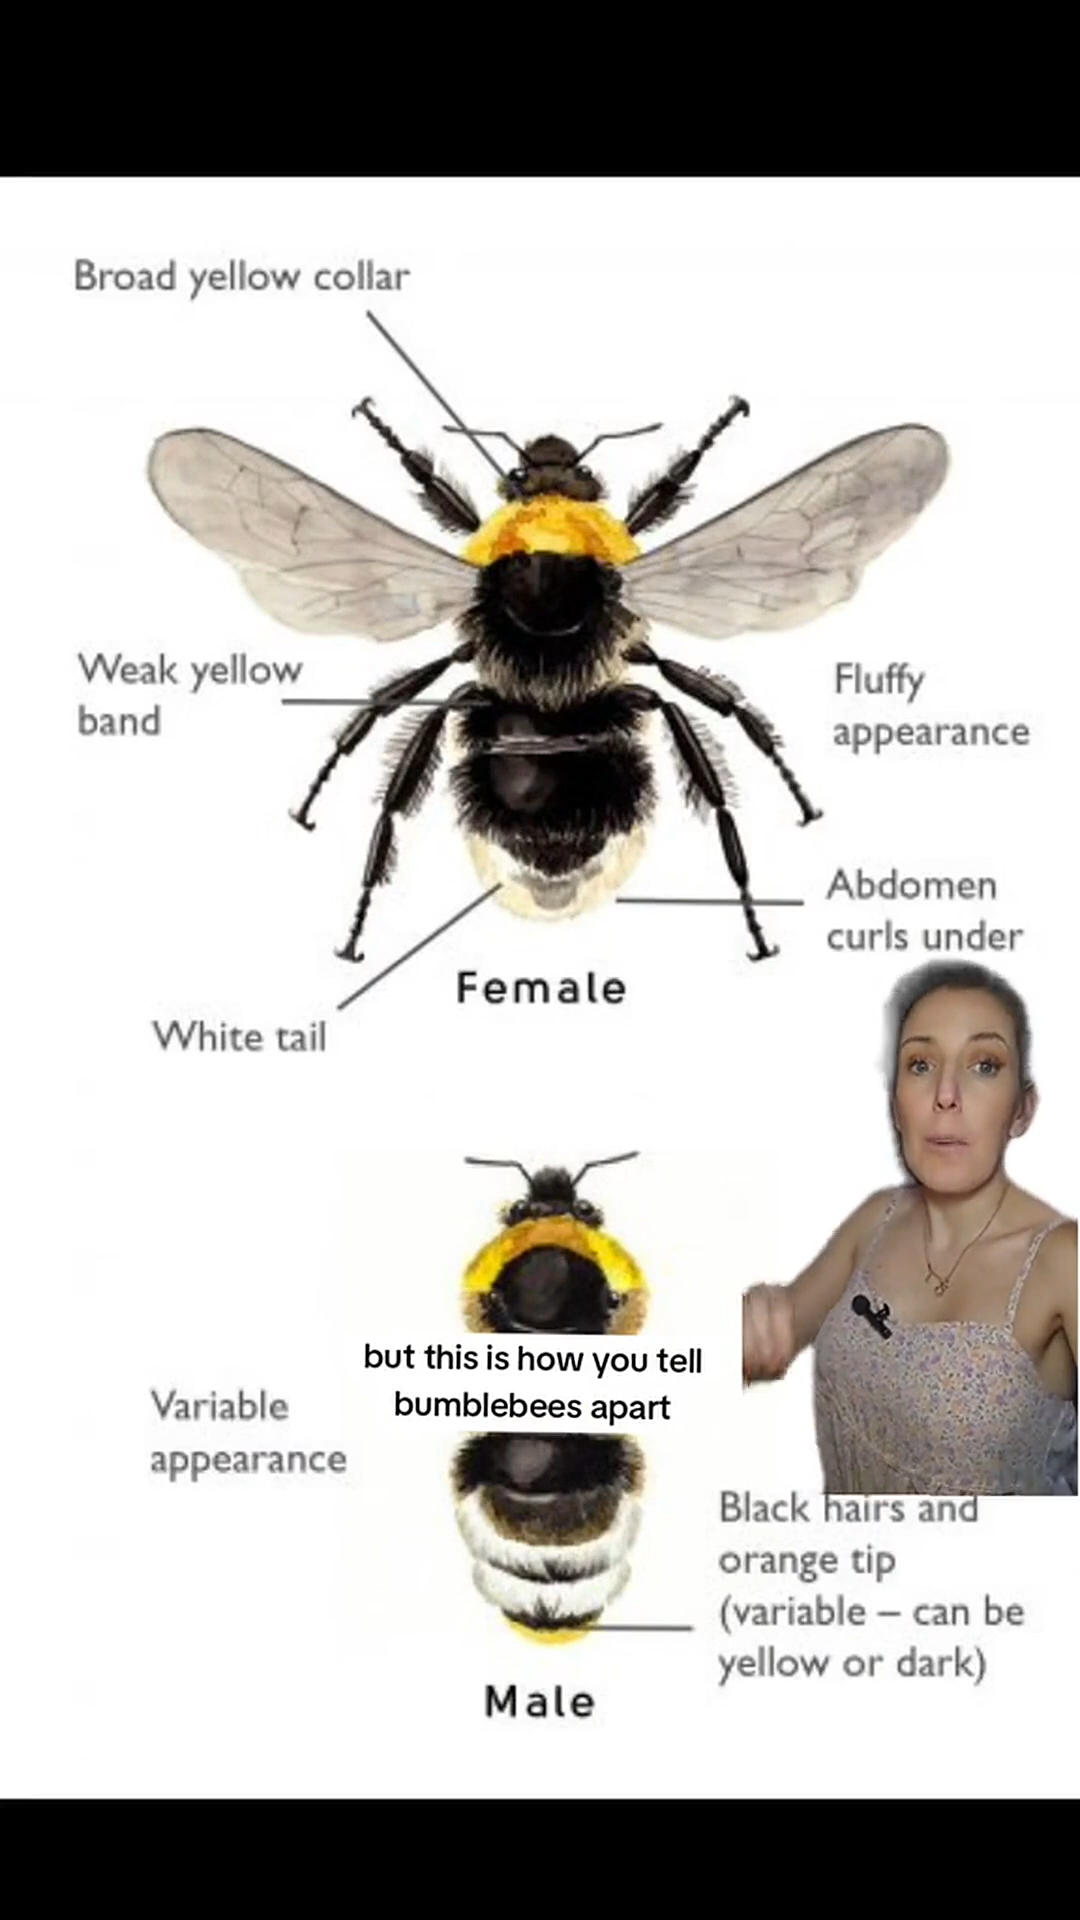 Broad yellow collar
Weak yellow
band
Fluffy
appearance
Abdomen
curls under
Female
White tail
but this is how you tell
bumblebees apart
Variable
appearance
Black hairs and
orange tip
(variable – can be
yellow or dark)
Male